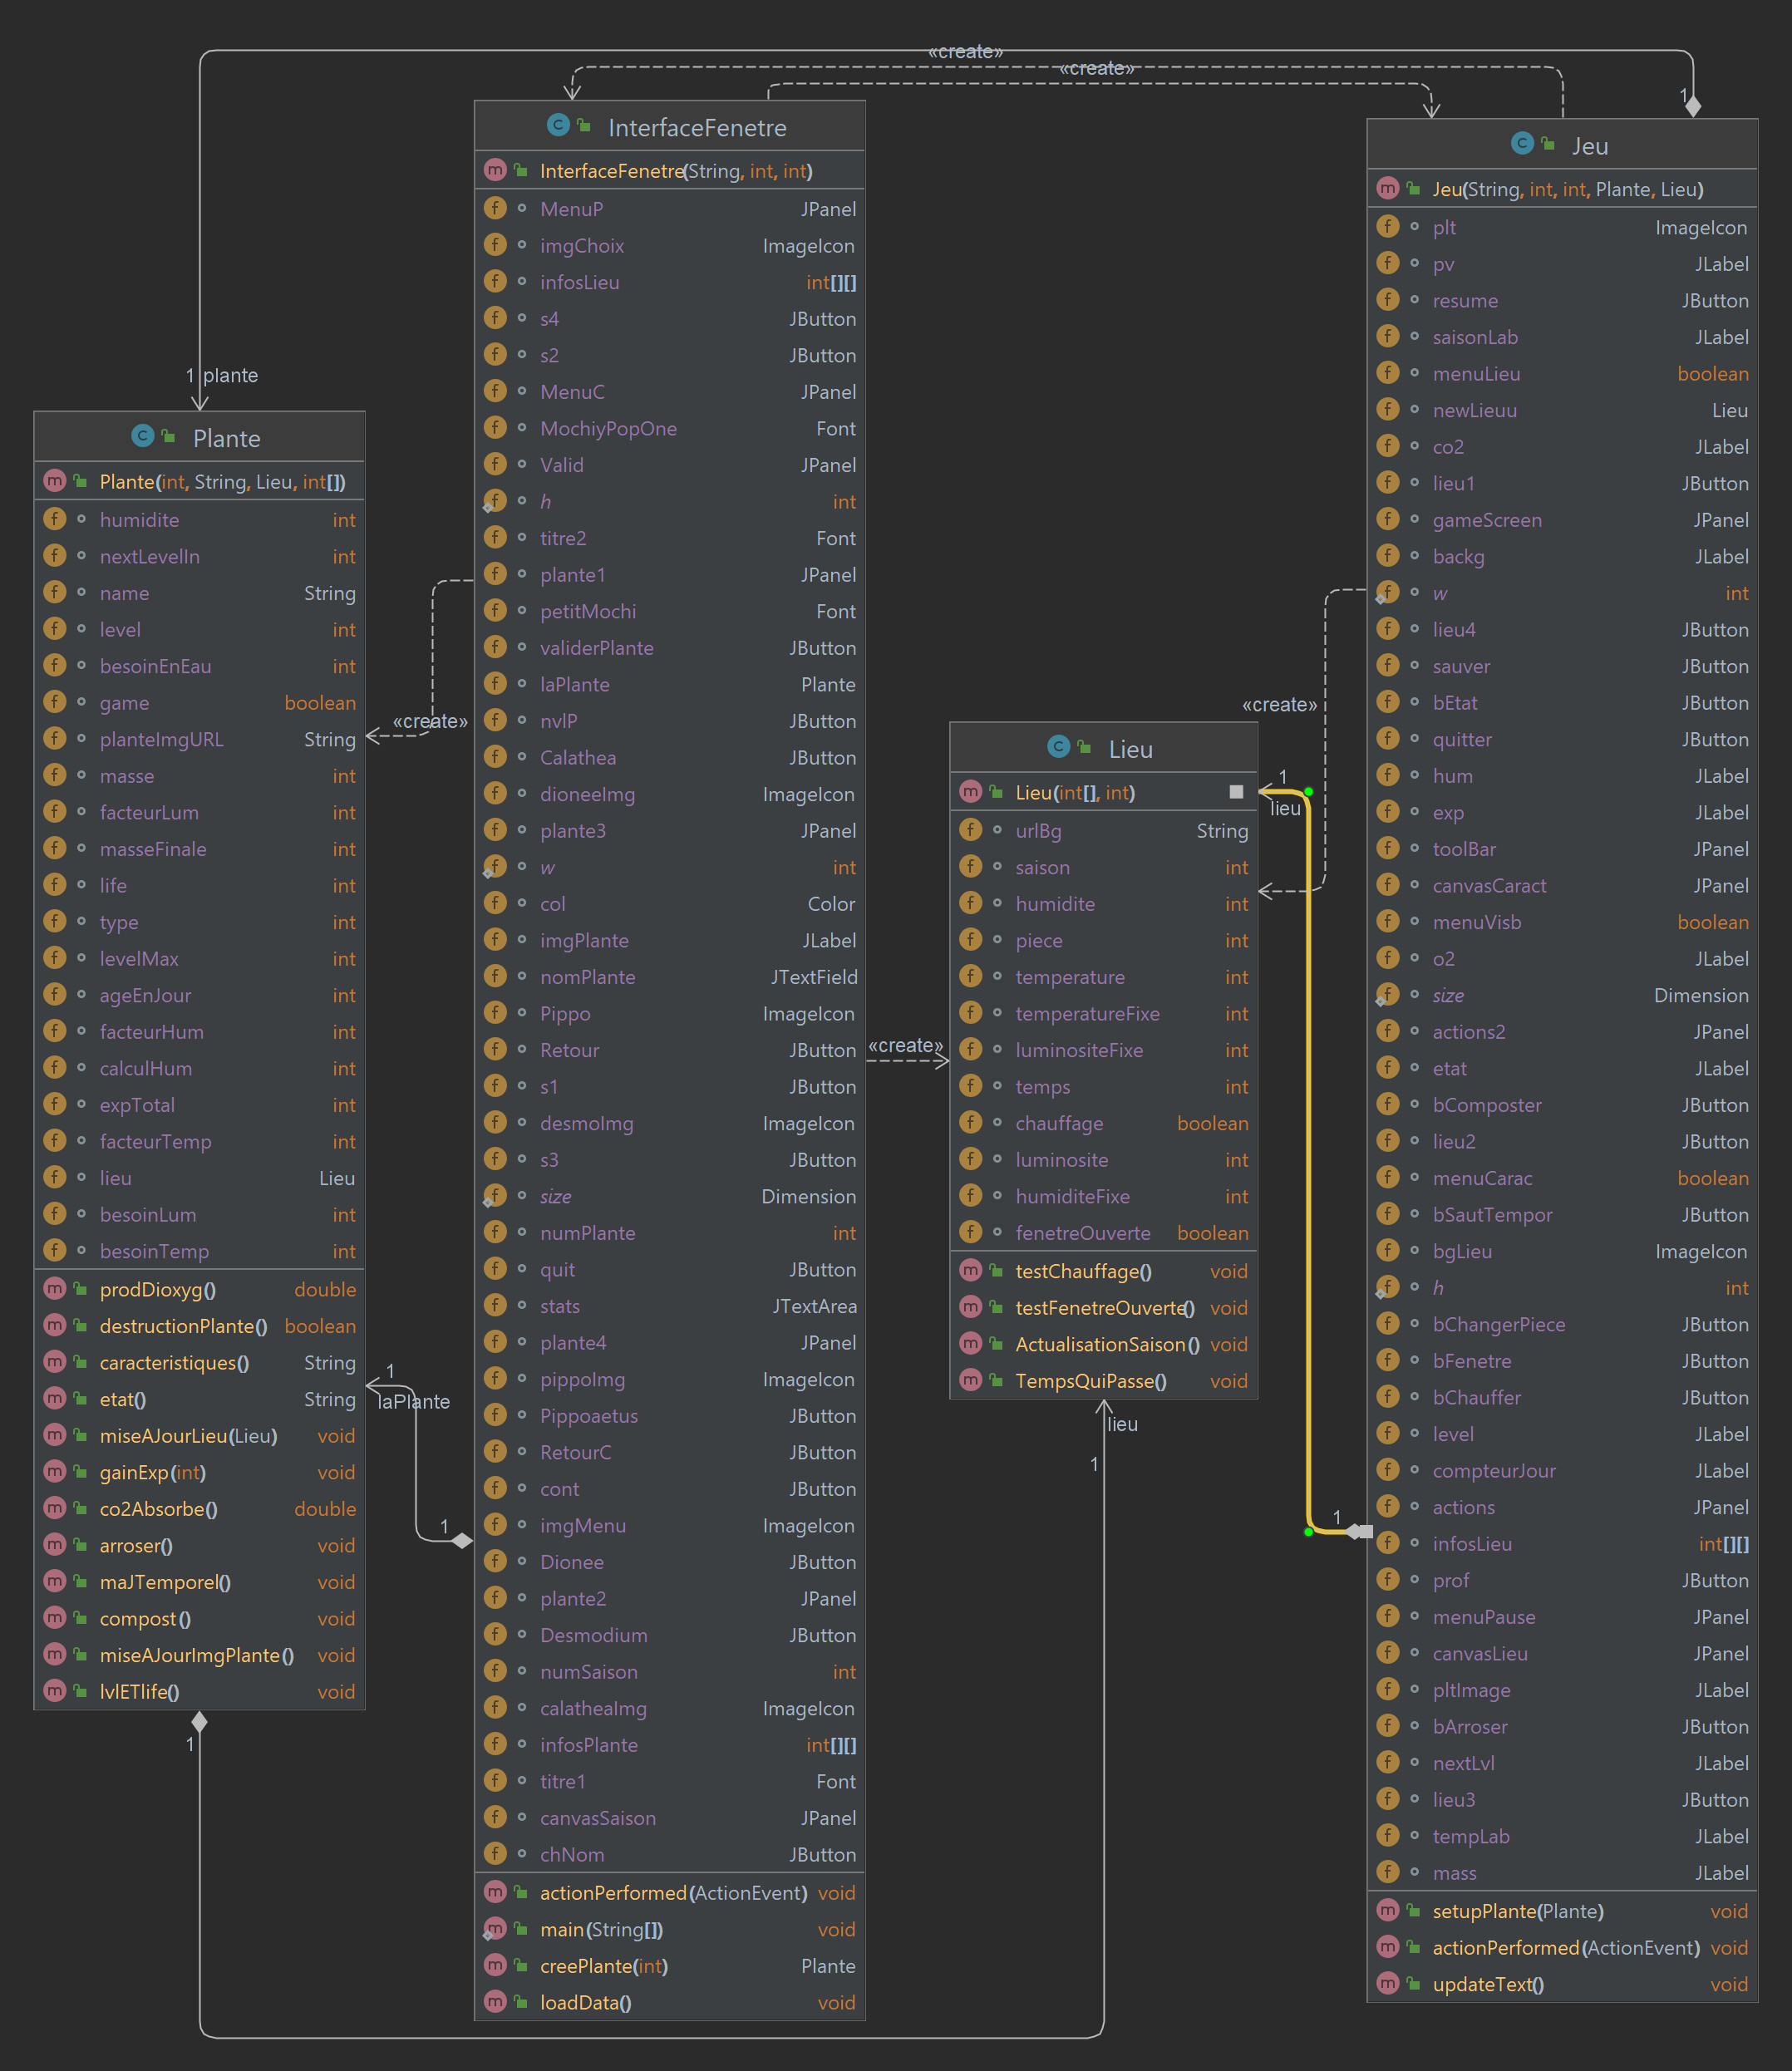 «create»
«create»
1
1 plante
Plante
Plante(int, String, Lieu, int[])
humidite int
nextLevelIn int
name String
level int
besoinEnEau int
game boolean
planteImgURL String
masse int
facteurLum int
masseFinale int
life int
type int
levelMax int
ageEnJour int
facteurHum int
calculHum int
expTotal int
facteurTemp int
lieu Lieu
besoinLum int
besoinTemp int
prodDioxyg() double
destructionPlante() boolean
caracteristiques() String
etat() String
miseAJourLieu(Lieu) void
gainExp(int) void
co2Absorbe() double
arroser() void
maJTemporel() void
compost() void
miseAJourImgPlante() void
lvlETlife() void
1
«create»
1
laPlante
1
InterfaceFenetre
InterfaceFenetre(String, int, int)
MenuP JPanel
imgChoix ImageIcon
infosLieu int[][]
s4 JButton
s2 JButton
MenuC JPanel
MochiyPopOne Font
Valid JPanel
h int
titre2 Font
plante1 JPanel
petitMochi Font
validerPlante JButton
laPlante Plante
nvlP JButton
Calathea JButton
dioneeImg ImageIcon
plante3 JPanel
w int
col Color
imgPlante JLabel
nomPlante JTextField
Pippo ImageIcon
Retour JButton
s1 JButton
desmoImg ImageIcon
s3 JButton
size Dimension
numPlante int
quit JButton
stats JTextArea
plante4 JPanel
pippoImg ImageIcon
Pippoaetus JButton
RetourC JButton
cont JButton
imgMenu ImageIcon
Dionee JButton
plante2 JPanel
Desmodium JButton
numSaison int
calatheaImg ImageIcon
infosPlante int[][]
titre1 Font
canvasSaison JPanel
chNom JButton
actionPerformed(ActionEvent) void
main(String[]) void
creePlante(int) Plante
loadData() void
«create»
Lieu
Lieu(int[], int)
urlBg String
saison int
humidite int
piece int
temperature int
temperatureFixe int
luminositeFixe int
temps int
chauffage boolean
luminosite int
humiditeFixe int
fenetreOuverte boolean
testChauffage() void
testFenetreOuverte() void
ActualisationSaison() void
TempsQuiPasse() void
lieu
1
«create»
1
lieu
1
Jeu
Jeu(String, int, int, Plante, Lieu)
plt ImageIcon
pv JLabel
resume JButton
saisonLab JLabel
menuLieu boolean
newLieuu Lieu
co2 JLabel
lieu1 JButton
gameScreen JPanel
backg JLabel
w int
lieu4 JButton
sauver JButton
bEtat JButton
quitter JButton
hum JLabel
exp JLabel
toolBar JPanel
canvasCaract JPanel
menuVisb boolean
o2 JLabel
size Dimension
actions2 JPanel
etat JLabel
bComposter JButton
lieu2 JButton
menuCarac boolean
bSautTempor JButton
bgLieu ImageIcon
h int
bChangerPiece JButton
bFenetre JButton
bChauffer JButton
level JLabel
compteurJour JLabel
actions JPanel
infosLieu int[][]
prof JButton
menuPause JPanel
canvasLieu JPanel
pltImage JLabel
bArroser JButton
nextLvl JLabel
lieu3 JButton
tempLab JLabel
mass JLabel
setupPlante(Plante) void
actionPerformed(ActionEvent) void
updateText() void